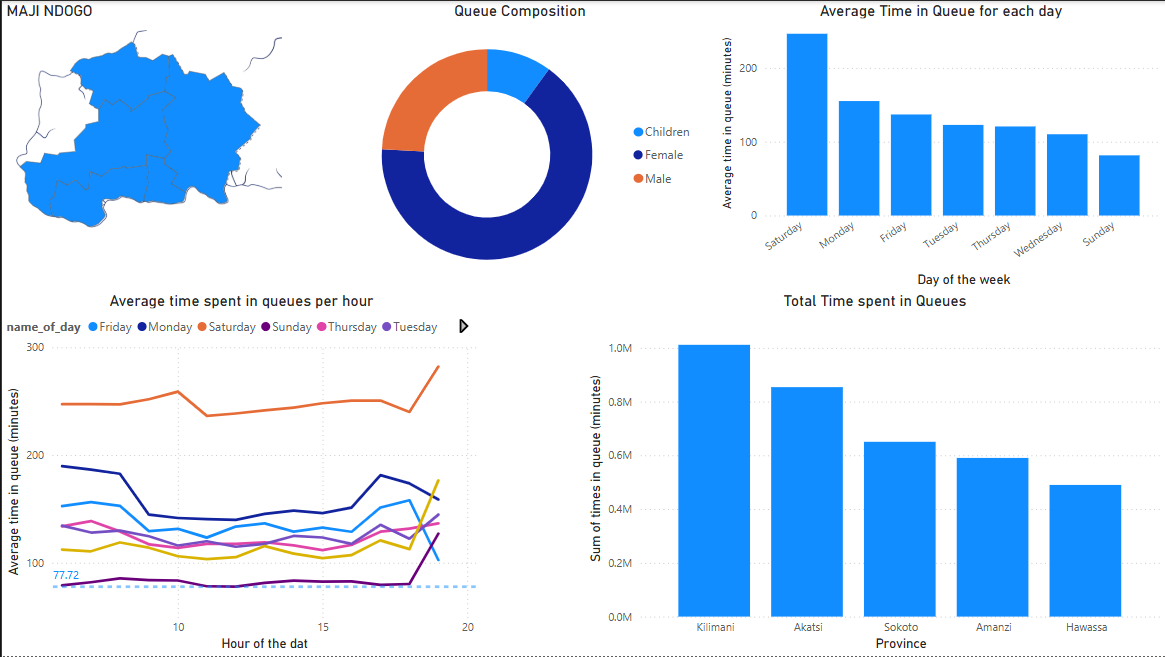 MAJI NDOGO
Queue Composition
Children
Female
Male
Average Time in Queue for each day
Average time in queue (minutes)
200
100
0
Saturday
Monday
Friday
Tuesday
Thursday
Wednesday
Sunday
Day of the week
Average time spent in queues per hour
name_of_day Friday Monday Saturday Sunday Thursday Tuesday
Average time in queue (minutes)
300
200
100
77.72
10 15 20
Hour of the dat
Total Time spent in Queues
Sum of times in queue (minutes)
1.0M
0.8M
0.6M
0.4M
0.2M
0.0M
Kilimani Akatsi Sokoto Amanzi Hawassa
Province